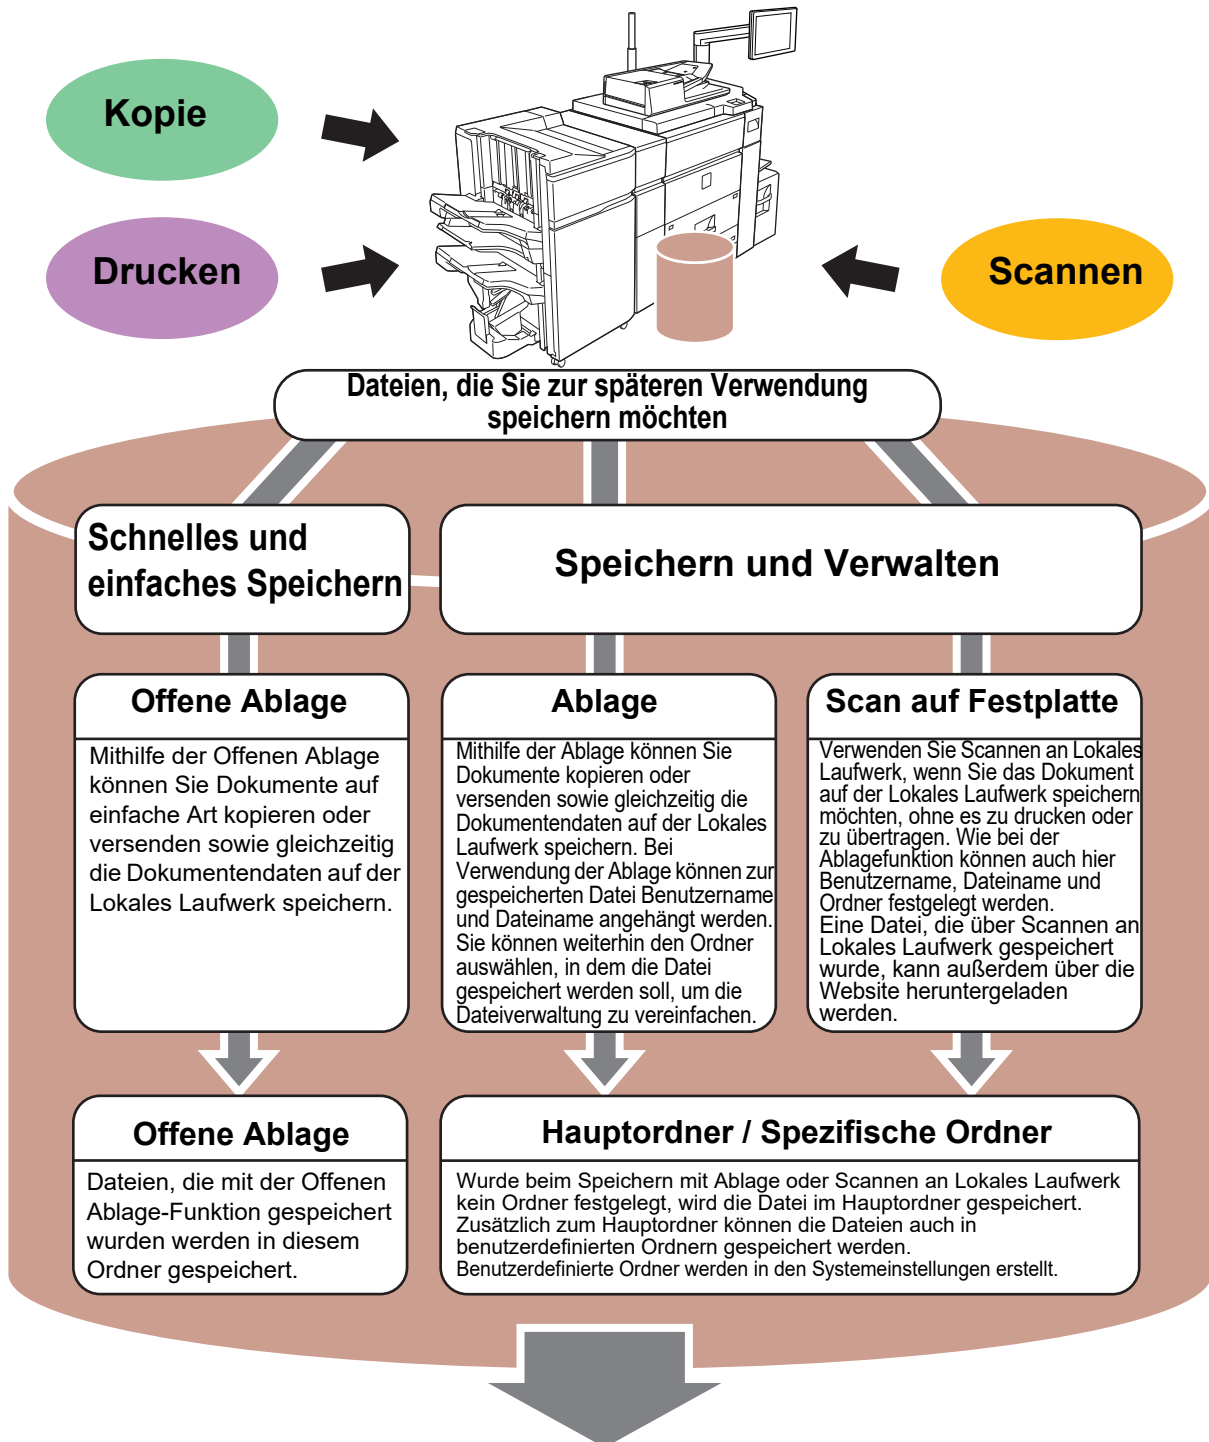 Kopie
Drucken
Scannen
Dateien, die Sie zur späteren Verwendung
speichern möchten
Schnelles und
einfaches Speichern
Speichern und Verwalten
Offene Ablage
Mithilfe der Offenen Ablage
können Sie Dokumente auf
einfache Art kopieren oder
versenden sowie gleichzeitig
die Dokumentendaten auf der
Lokales Laufwerk speichern.
Ablage
Mithilfe der Ablage können Sie
Dokumente kopieren oder
versenden sowie gleichzeitig die
Dokumentendaten auf der Lokales
Laufwerk speichern. Bei
Verwendung der Ablage können zur
gespeicherten Datei Benutzername
und Dateiname angehängt werden.
Sie können weiterhin den Ordner
auswählen, in dem die Datei
gespeichert werden soll, um die
Dateiverwaltung zu vereinfachen.
Scan auf Festplatte
Verwenden Sie Scannen an Lokales
Laufwerk, wenn Sie das Dokument
auf der Lokales Laufwerk speichern
möchten, ohne es zu drucken oder
zu übertragen. Wie bei der
Ablagefunktion können auch hier
Benutzername, Dateiname und
Ordner festgelegt werden.
Eine Datei, die über Scannen an
Lokales Laufwerk gespeichert
wurde, kann außerdem über die
Website heruntergeladen
werden.
Offene Ablage
Dateien, die mit der Offenen
Ablage-Funktion gespeichert
wurden werden in diesem
Ordner gespeichert.
Hauptordner / Spezifische Ordner
Wurde beim Speichern mit Ablage oder Scannen an Lokales Laufwerk
kein Ordner festgelegt, wird die Datei im Hauptordner gespeichert.
Zusätzlich zum Hauptordner können die Dateien auch in
benutzerdefinierten Ordnern gespeichert werden.
Benutzerdefinierte Ordner werden in den Systemeinstellungen erstellt.